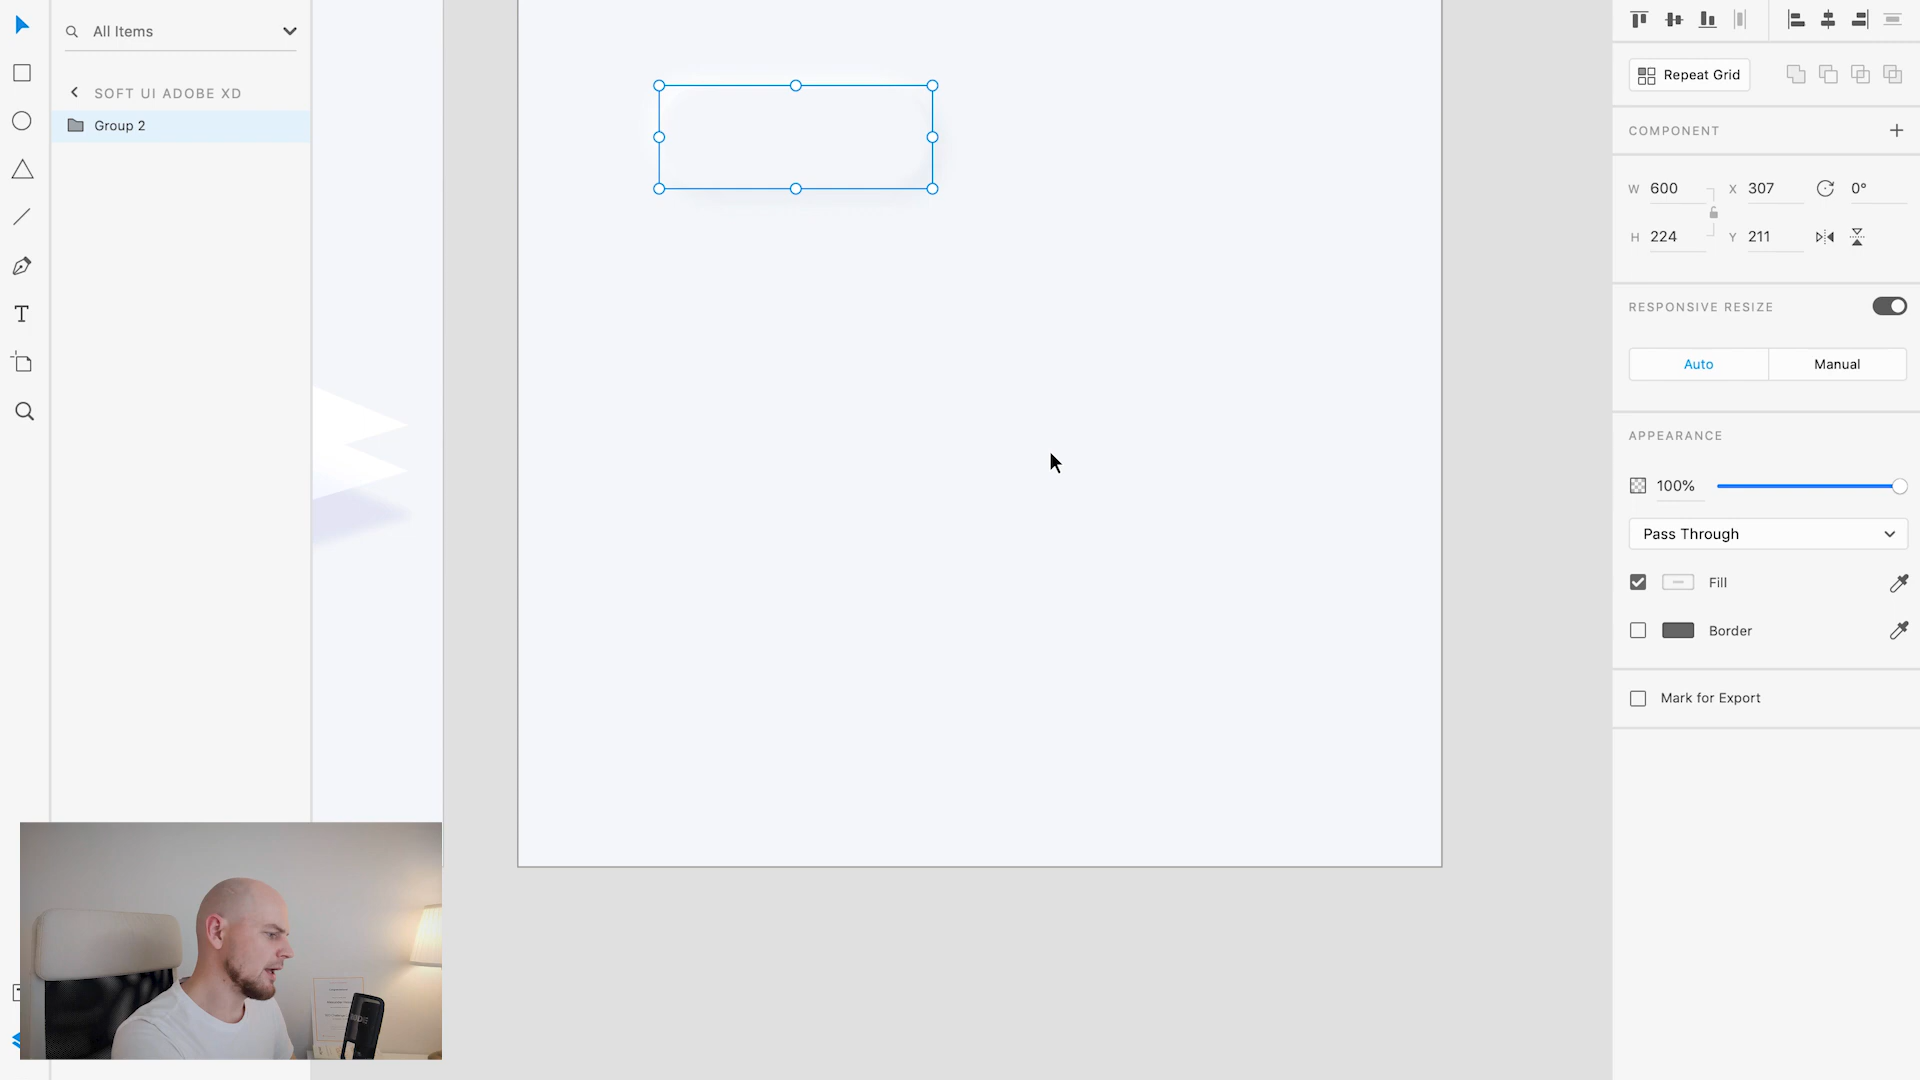 All Items
SOFT UI ADOBE XD
Group 2
T
Repeat Grid
COMPONENT
W 600 X 307 0°
H 224 Y 211
RESPONSIVE RESIZE
Auto Manual
APPEARANCE
100%
Pass Through
Fill
Border
Mark for Export